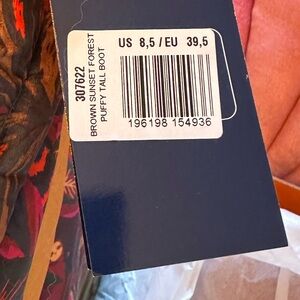 US 8,5 / EU 39,5
307622
BROWN SUNSET FOREST
PUFFY TALL BOOT
196198 154936